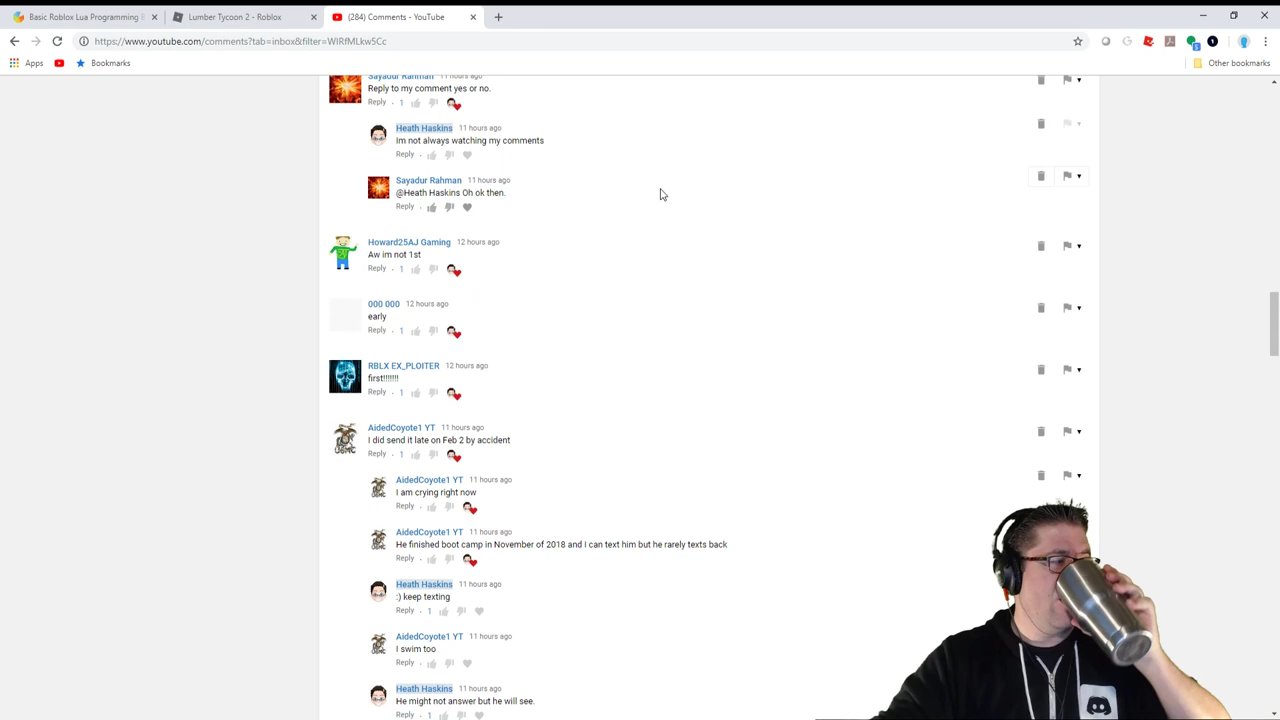 Basic Roblox Lua Programming B
Lumber Tycoon 2 - Roblox
(284) Comments - YouTube
https://www.youtube.com/comments?tab=inbox&filter=WIRfMLkw5Cc
Apps
Bookmarks
Other bookmarks
Sayadur Rahman 11 hours ago
Reply to my comment yes or no.
Reply . 1
Heath Haskins 11 hours ago
Im not always watching my comments
Reply .
Sayadur Rahman 11 hours ago
@Heath Haskins Oh ok then.
Reply .
Howard25AJ Gaming 12 hours ago
Aw im not 1st
Reply . 1
000 000 12 hours ago
early
Reply . 1
RBLX EX_PLOITER 12 hours ago
first!!!!!!!
Reply . 1
AidedCoyote1 YT 11 hours ago
I did send it late on Feb 2 by accident
Reply . 1
AidedCoyote1 YT 11 hours ago
I am crying right now
Reply .
AidedCoyote1 YT 11 hours ago
He finished boot camp in November of 2018 and I can text him but he rarely texts back
Reply .
Heath Haskins 11 hours ago
:) keep texting
Reply . 1
AidedCoyote1 YT 11 hours ago
I swim too
Reply .
Heath Haskins 11 hours ago
He might not answer but he will see.
Reply . 1